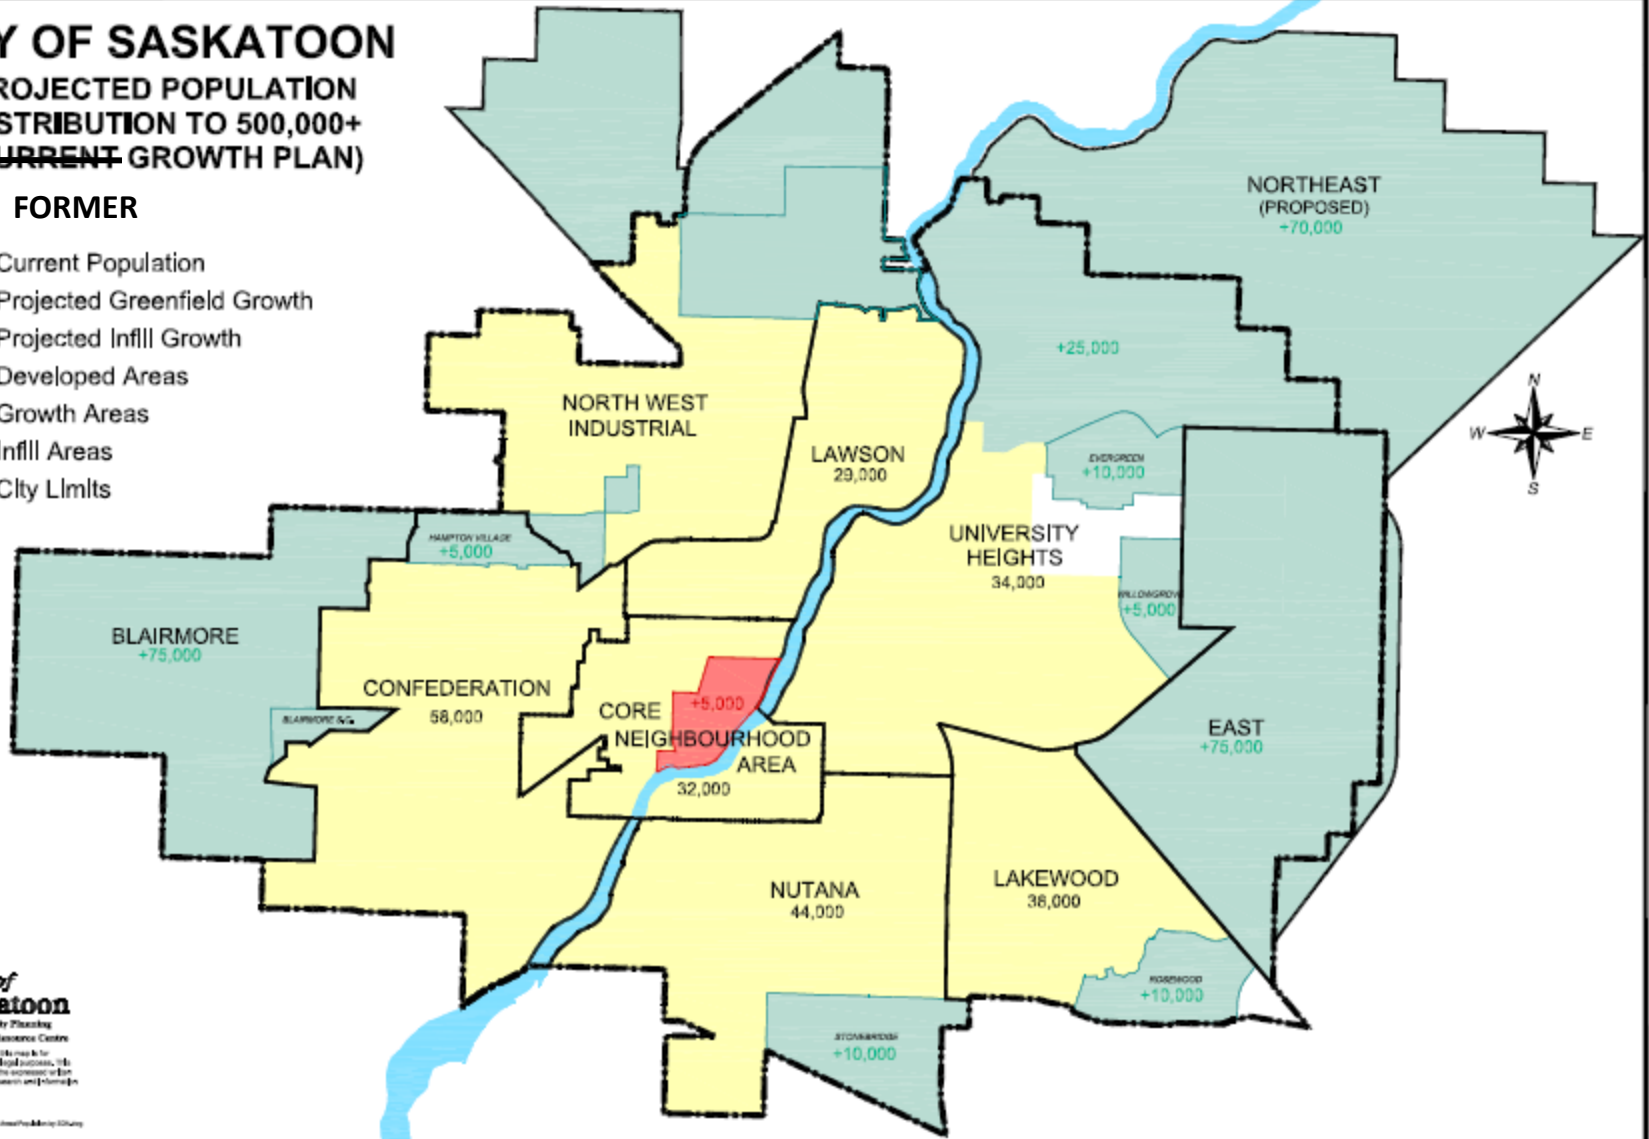 Y OF SASKATOON
ROJECTED POPULATION
STRIBUTION TO 500,000+
URRENT GROWTH PLAN)
FORMER
Current Population
Projected Greenfield Growth
Projected Infill Growth
Developed Areas
Growth Areas
Infill Areas
City Limits
NORTHEAST
(PROPOSED)
+70,000
+25,000
N
W
E
S
NORTH WEST
INDUSTRIAL
LAWSON
29,000
EVERGREEN
+10,000
HAMPTON VILLAGE
+5,000
UNIVERSITY
HEIGHTS
34,000
WILLOWGROVE
+5,000
BLAIRMORE
+75,000
CONFEDERATION
58,000
BLAIRMORE S.C.
CORE
+5,000
NEIGHBOURHOOD
AREA
32,000
EAST
+75,000
NUTANA
44,000
LAKEWOOD
38,000
ROSEWOOD
+10,000
STONEBRIDGE
+10,000
of
atoon